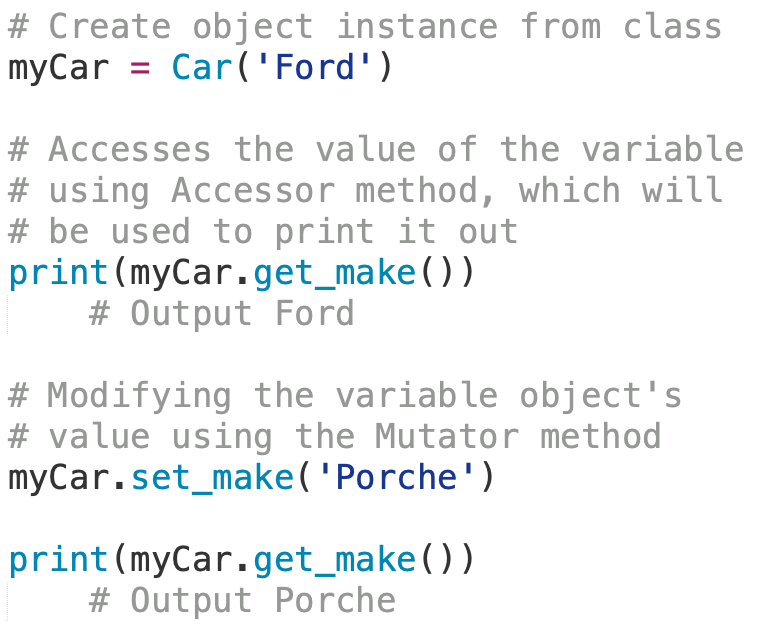 # Create object instance from class
myCar = Car('Ford')
# Accesses the value of the variable
# using Accessor method, which will
# be used to print it out
print(myCar.get_make())
# Output Ford
# Modifying the variable object's
# value using the Mutator method
myCar.set_make('Porche')
print(myCar.get_make())
# Output Porche